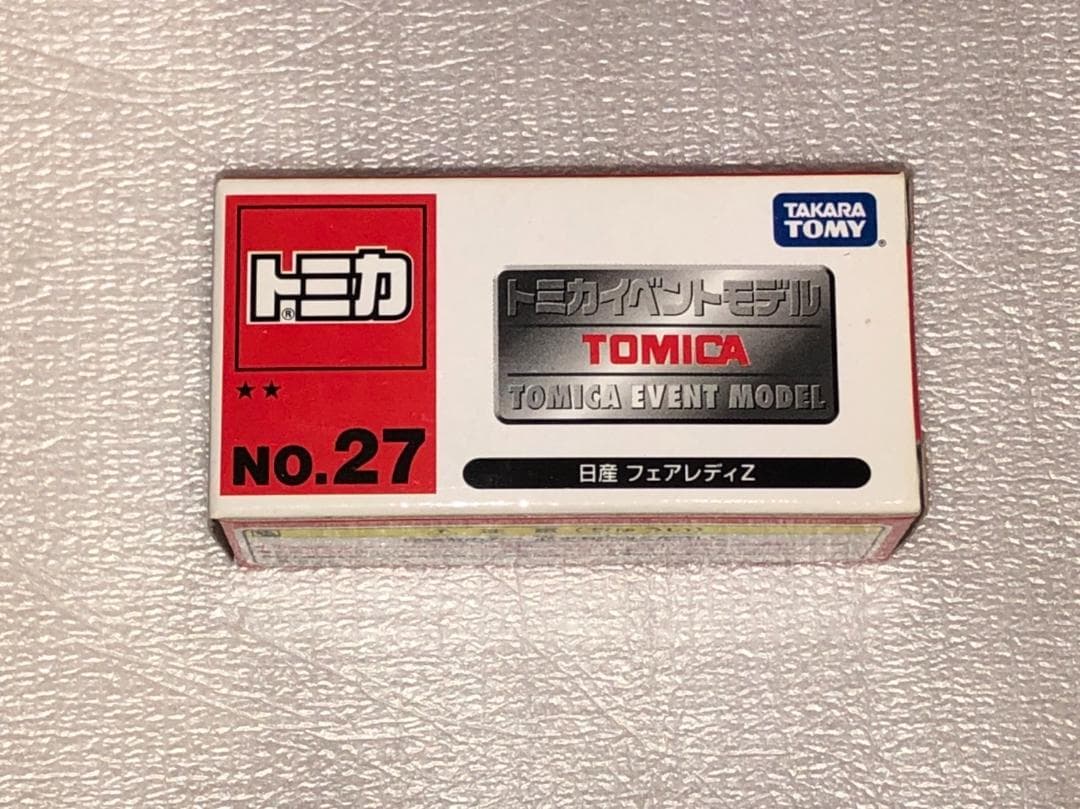 トミカ®
★★
NO.27
TAKARA
TOMY®
トミカイベントモデル
TOMICA
TOMICA EVENT MODEL
日産 フェアレディZ